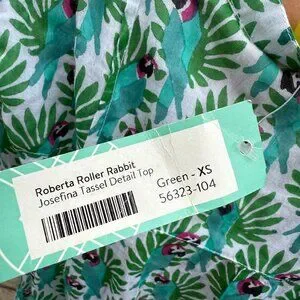 Roberta Roller Rabbit
Josefina Tassel Detail Top
Green - XS
56323-104